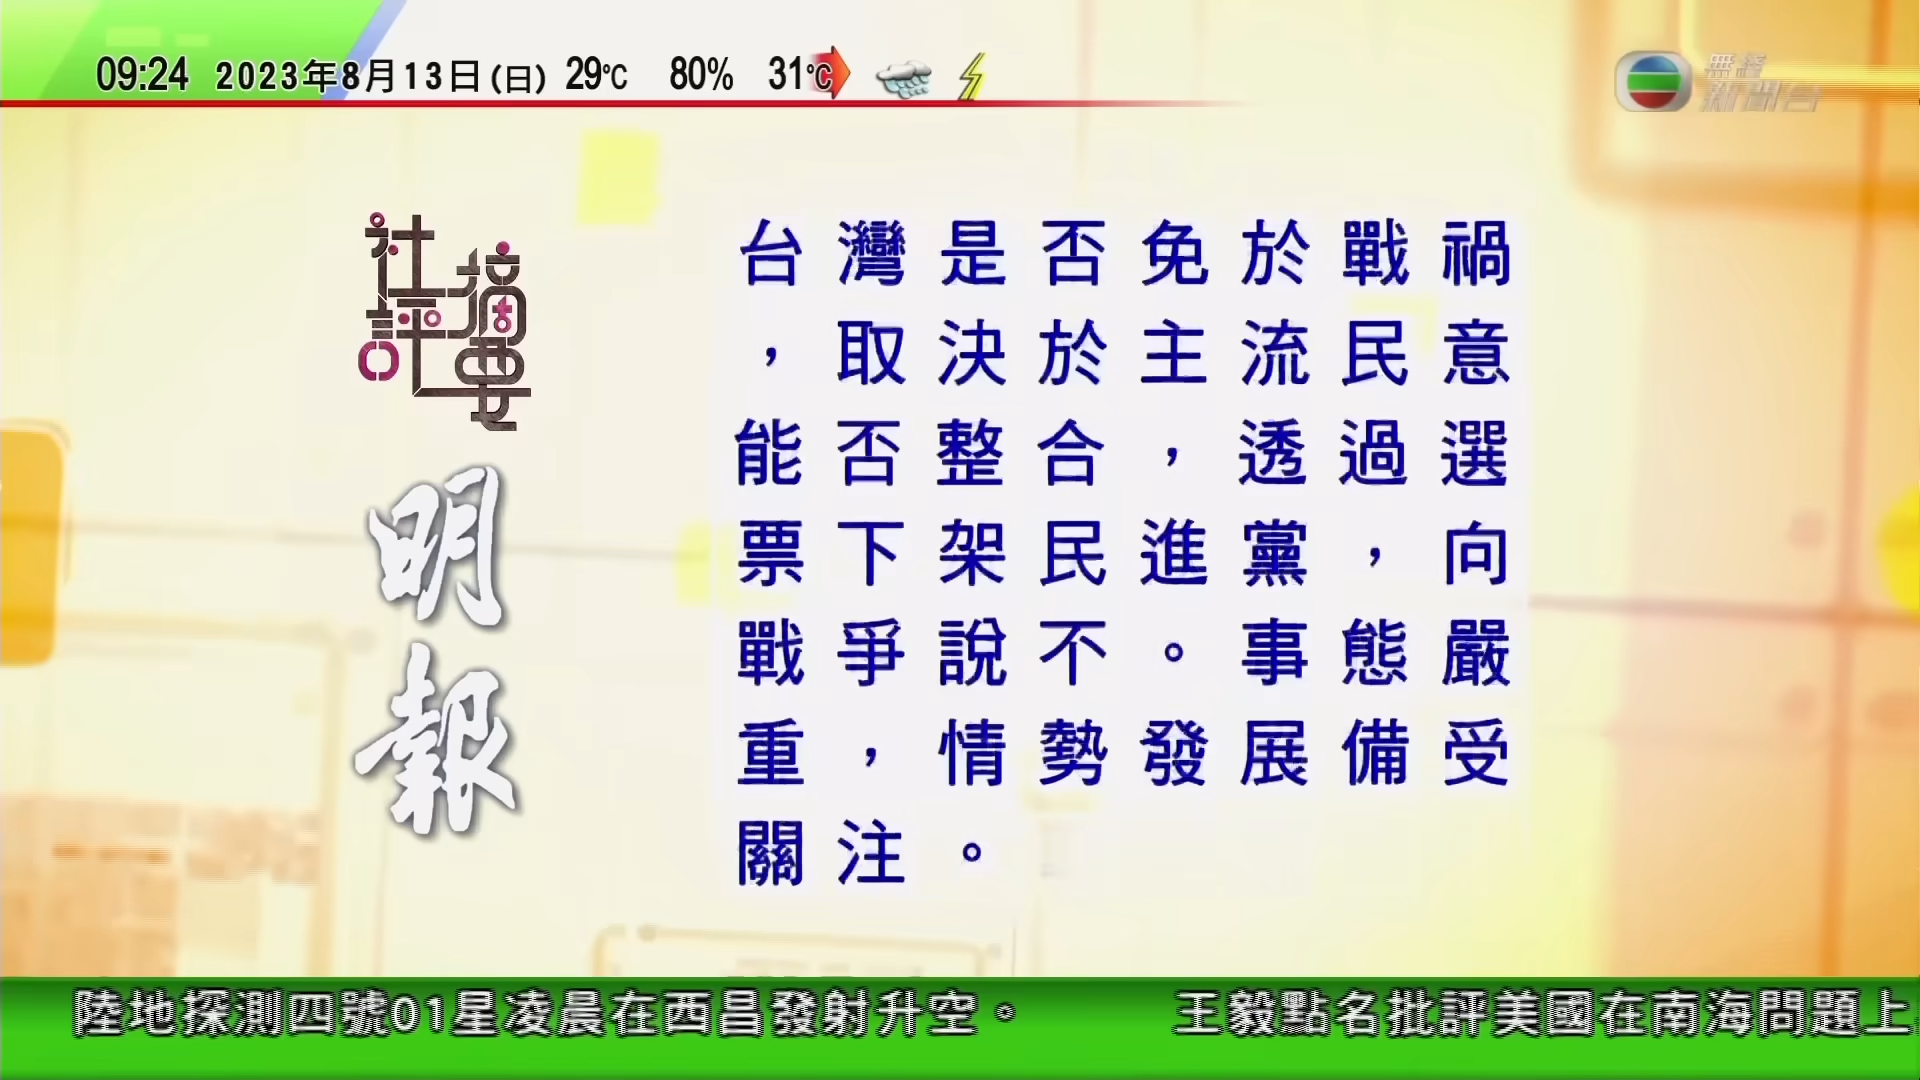 09:24 2023年8月13日(日) 29℃ 80% 31℃
無綫
新聞台
社評
摘要
明報
台灣是否免於戰禍
，取決於主流民意
能否整合，透過選
票下架民進黨，向
戰爭說不。事態嚴
重，情勢發展備受
關注。
陸地探測四號01星凌晨在西昌發射升空。 王毅點名批評美國在南海問題上